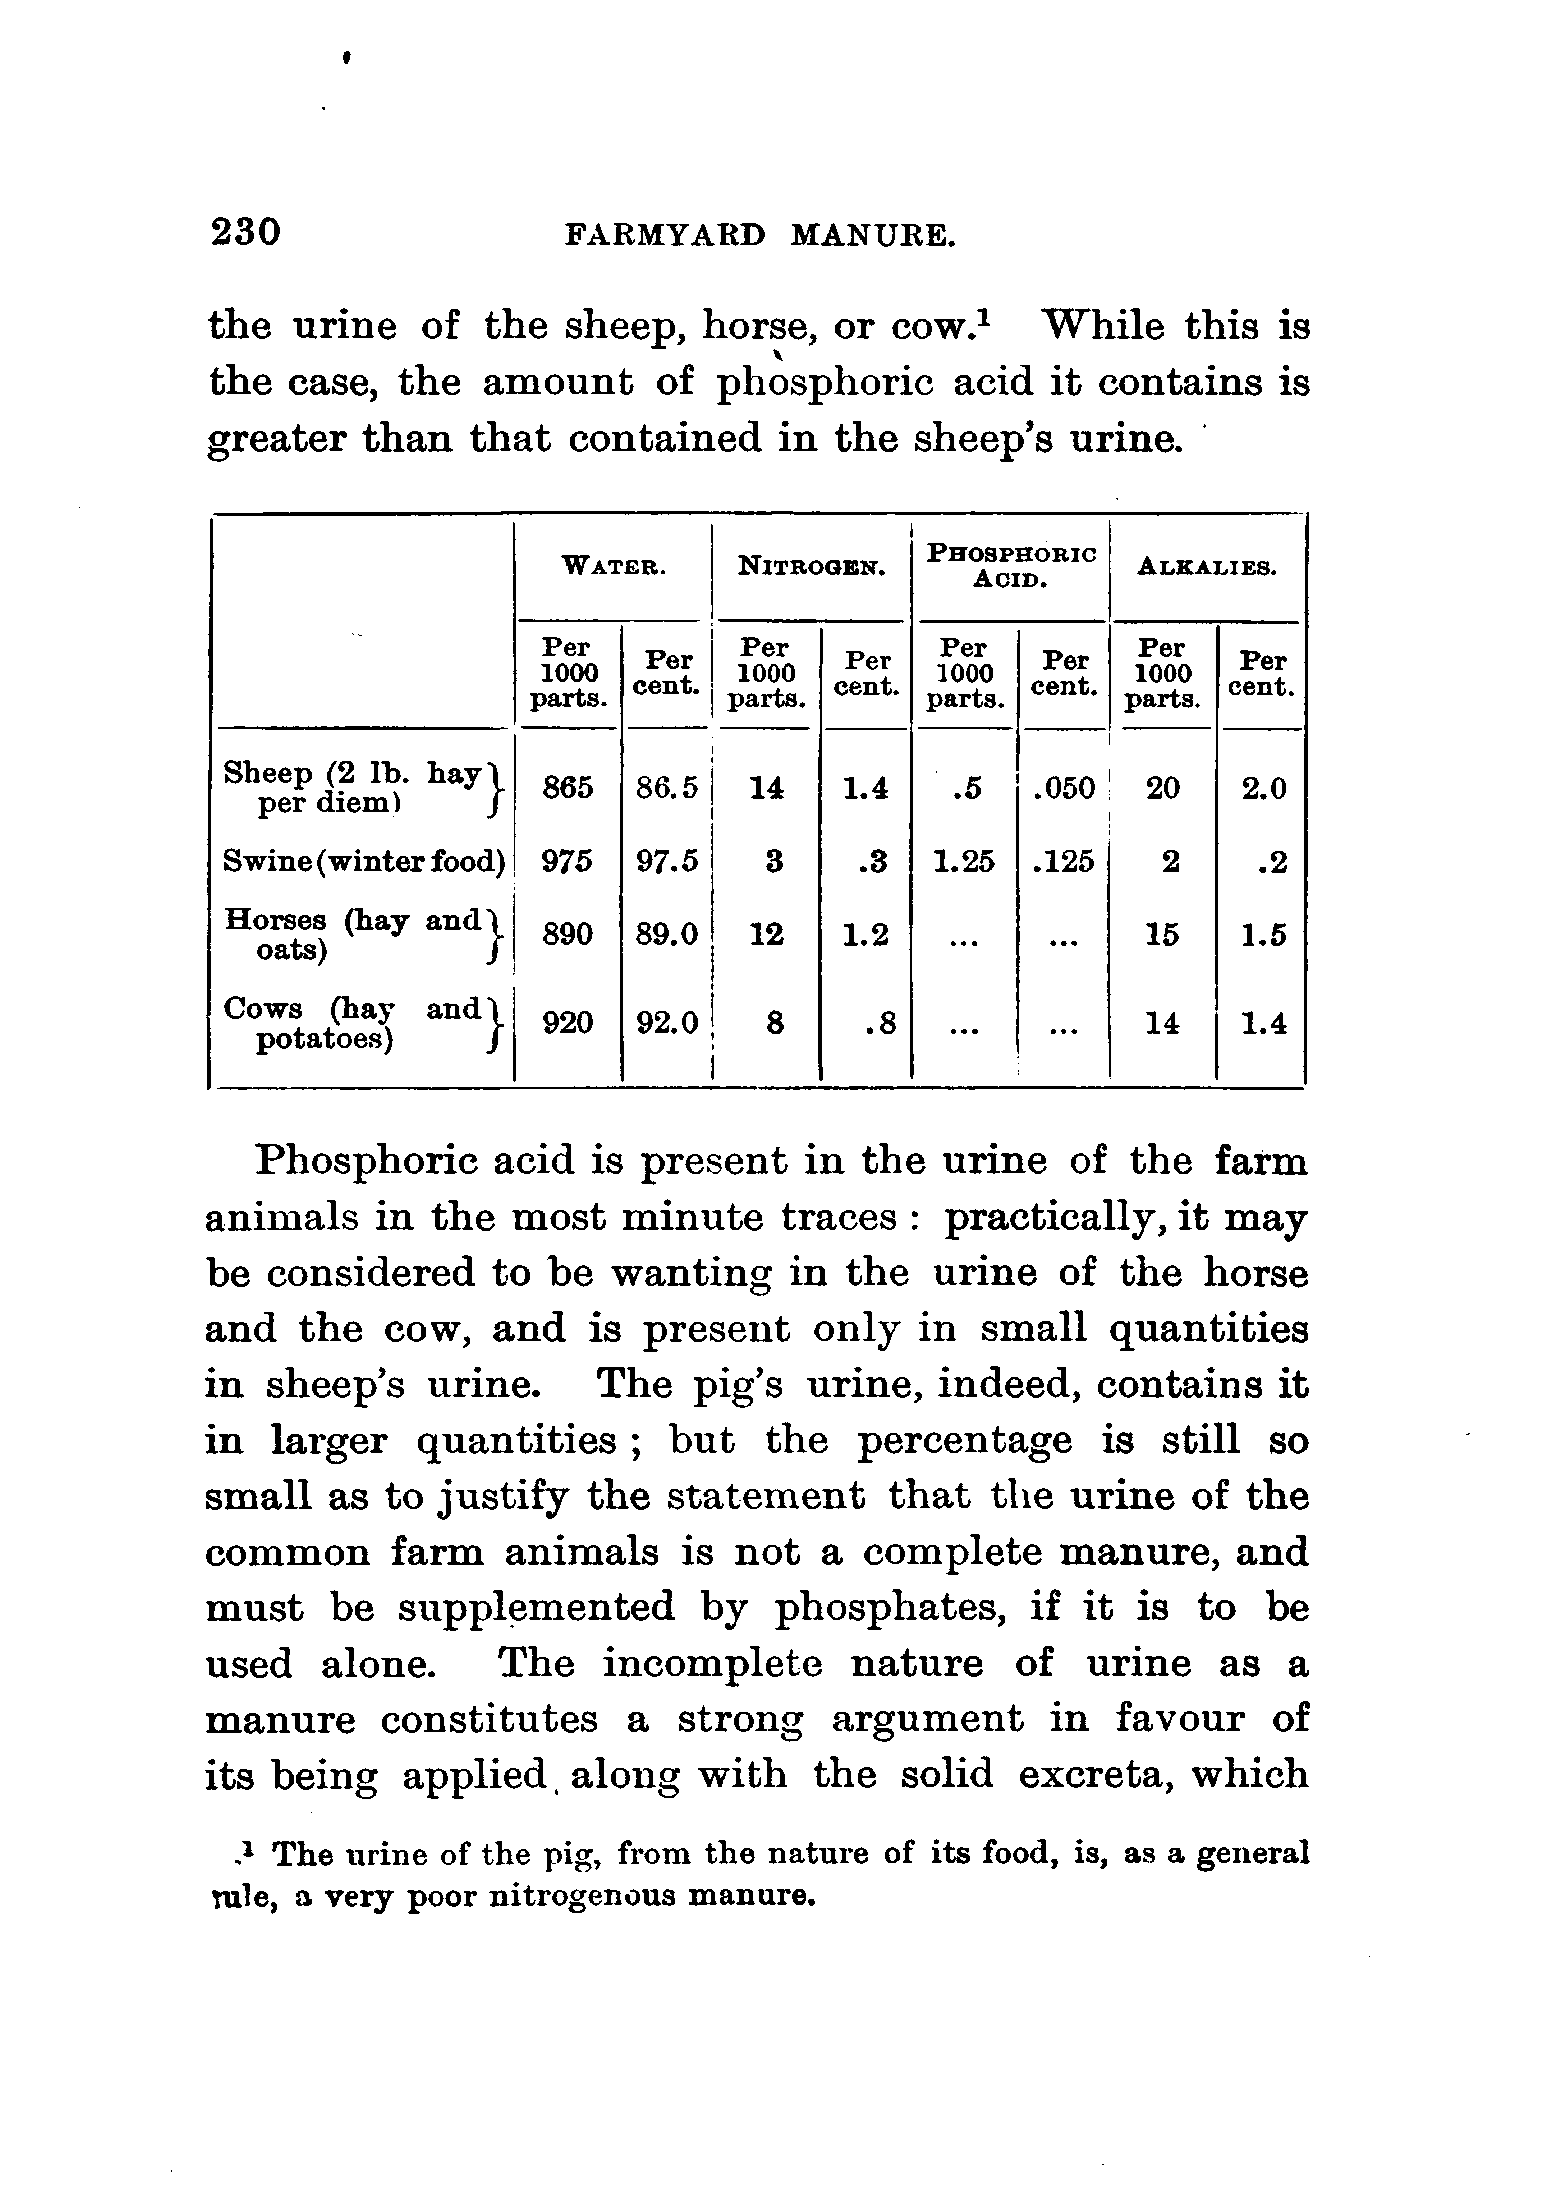 230 FARMYARD MANURE.
the urine of the sheep, horse, or cow.¹ While this is
the case, the amount of phosphoric acid it contains is
greater than that contained in the sheep's urine.
WATER. NITROGEN. PHOSPHORIC ACID. ALKALIES.
Per 1000 parts. Per cent. Per 1000 parts. Per cent. Per 1000 parts. Per cent. Per 1000 parts. Per cent.
Sheep (2 lb. hay per diem) 865 86.5 14 1.4 .5 .050 20 2.0
Swine (winter food) 975 97.5 3 .3 1.25 .125 2 .2
Horses (hay and oats) 890 89.0 12 1.2 ... ... 15 1.5
Cows (hay and potatoes) 920 92.0 8 .8 ... ... 14 1.4
Phosphoric acid is present in the urine of the farm
animals in the most minute traces : practically, it may
be considered to be wanting in the urine of the horse
and the cow, and is present only in small quantities
in sheep's urine. The pig's urine, indeed, contains it
in larger quantities ; but the percentage is still so
small as to justify the statement that the urine of the
common farm animals is not a complete manure, and
must be supplemented by phosphates, if it is to be
used alone. The incomplete nature of urine as a
manure constitutes a strong argument in favour of
its being applied along with the solid excreta, which
¹ The urine of the pig, from the nature of its food, is, as a general
rule, a very poor nitrogenous manure.